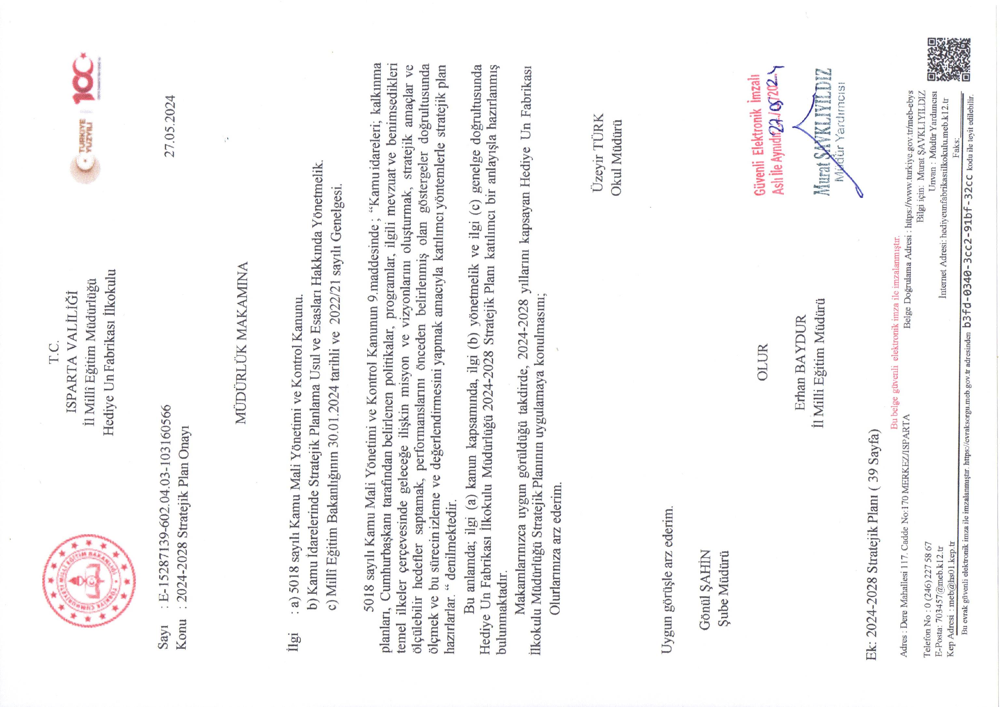 T.C.
ISPARTA VALİLİĞİ
İl Millî Eğitim Müdürlüğü
Hediye Un Fabrikası İlkokulu
TÜRKİYE CUMHURİYETİ MİLLÎ EĞİTİM BAKANLIĞI
TÜRKİYE
YÜZYILI
100
Sayı : E-15287139-602.04.03-103160566
27.05.2024
Konu : 2024-2028 Stratejik Plan Onayı
MÜDÜRLÜK MAKAMINA
İlgi : a) 5018 sayılı Kamu Mali Yönetimi ve Kontrol Kanunu.
b) Kamu İdarelerinde Stratejik Planlama Usul ve Esasları Hakkında Yönetmelik.
c) Millî Eğitim Bakanlığının 30.01.2024 tarihli ve 2022/21 sayılı Genelgesi.
5018 sayılı Kamu Mali Yönetimi ve Kontrol Kanunun 9.maddesinde ; “Kamu idareleri; kalkınma
planları, Cumhurbaşkanı tarafından belirlenen politikalar, programlar, ilgili mevzuat ve benimsedikleri
temel ilkeler çerçevesinde geleceğe ilişkin misyon ve vizyonlarını oluşturmak, stratejik amaçlar ve
ölçülebilir hedefler saptamak, performanslarını önceden belirlenmiş olan göstergeler doğrultusunda
ölçmek ve bu sürecin izleme ve değerlendirmesini yapmak amacıyla katılımcı yöntemlerle stratejik plan
hazırlarlar. “ denilmektedir.
Bu anlamda; ilgi (a) kanun kapsamında, ilgi (b) yönetmelik ve ilgi (c) genelge doğrultusunda
Hediye Un Fabrikası İlkokulu Müdürlüğü 2024-2028 Stratejik Planı katılımcı bir anlayışla hazırlanmış
bulunmaktadır.
Makamlarınızca uygun görüldüğü takdirde, 2024-2028 yıllarını kapsayan Hediye Un Fabrikası
İlkokulu Müdürlüğü Stratejik Planının uygulamaya konulmasını;
Olurlarınıza arz ederim.
Üzeyir TÜRK
Okul Müdürü
Uygun görüşle arz ederim.
Gönül ŞAHİN
Şube Müdürü
Güvenli Elektronik İmzalı
Aslı İle Aynıdır. 27/05/2024
OLUR
Erhan BAYDUR
İl Milli Eğitim Müdürü
Murat ŞAVKLIYILDIZ
Müdür Yardımcısı
Ek: 2024-2028 Stratejik Planı ( 39 Sayfa)
Bu belge güvenli elektronik imza ile imzalanmıştır.
Adres : Dere Mahallesi 117. Cadde No:170 MERKEZ/ISPARTA
Belge Doğrulama Adresi : https://www.turkiye.gov.tr/meb-ebys
Bilgi için: Murat ŞAVKLIYILDIZ
Telefon No : 0 (246) 227 58 67
Unvan : Müdür Yardımcısı
E-Posta: 703457@meb.k12.tr
İnternet Adresi: hediyeunfabrikasiilkokulu.meb.k12.tr
Kep Adresi : meb@hs01.kep.tr
Faks:
Bu evrak güvenli elektronik imza ile imzalanmıştır. https://evraksorgu.meb.gov.tr adresinden b3fd-0340-3cc2-91bf-32cc kodu ile teyit edilebilir.